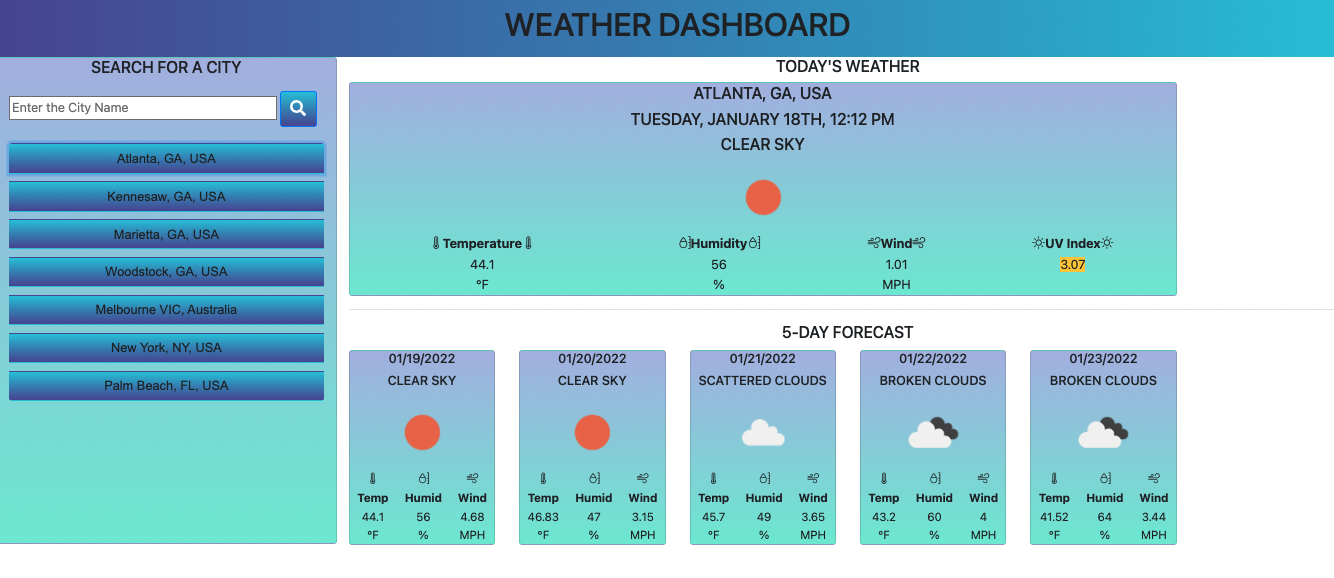 WEATHER DASHBOARD
SEARCH FOR A CITY
Enter the City Name
Atlanta, GA, USA
Kennesaw, GA, USA
Marietta, GA, USA
Woodstock, GA, USA
Melbourne VIC, Australia
New York, NY, USA
Palm Beach, FL, USA
TODAY'S WEATHER
ATLANTA, GA, USA
TUESDAY, JANUARY 18TH, 12:12 PM
CLEAR SKY
Temperature Humidity Wind UV Index
44.1 56 1.01 3.07
°F % MPH
5-DAY FORECAST
01/19/2022
CLEAR SKY
Temp Humid Wind
44.1 56 4.68
°F % MPH
01/20/2022
CLEAR SKY
Temp Humid Wind
46.83 47 3.15
°F % MPH
01/21/2022
SCATTERED CLOUDS
Temp Humid Wind
45.7 49 3.65
°F % MPH
01/22/2022
BROKEN CLOUDS
Temp Humid Wind
43.2 60 4
°F % MPH
01/23/2022
BROKEN CLOUDS
Temp Humid Wind
41.52 64 3.44
°F % MPH